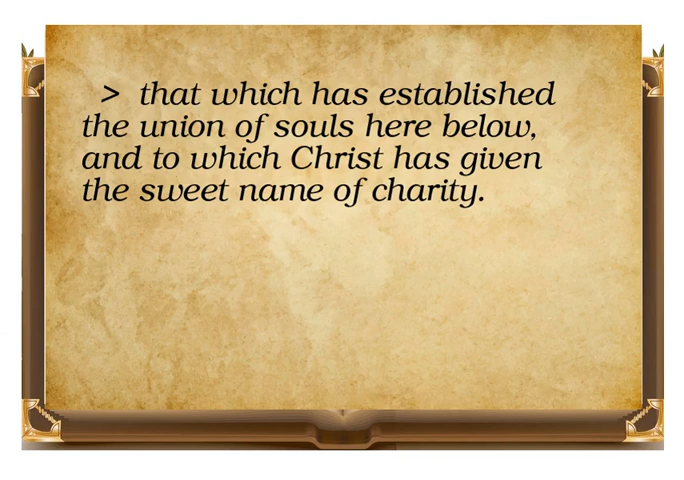 > that which has established
the union of souls here below,
and to which Christ has given
the sweet name of charity.